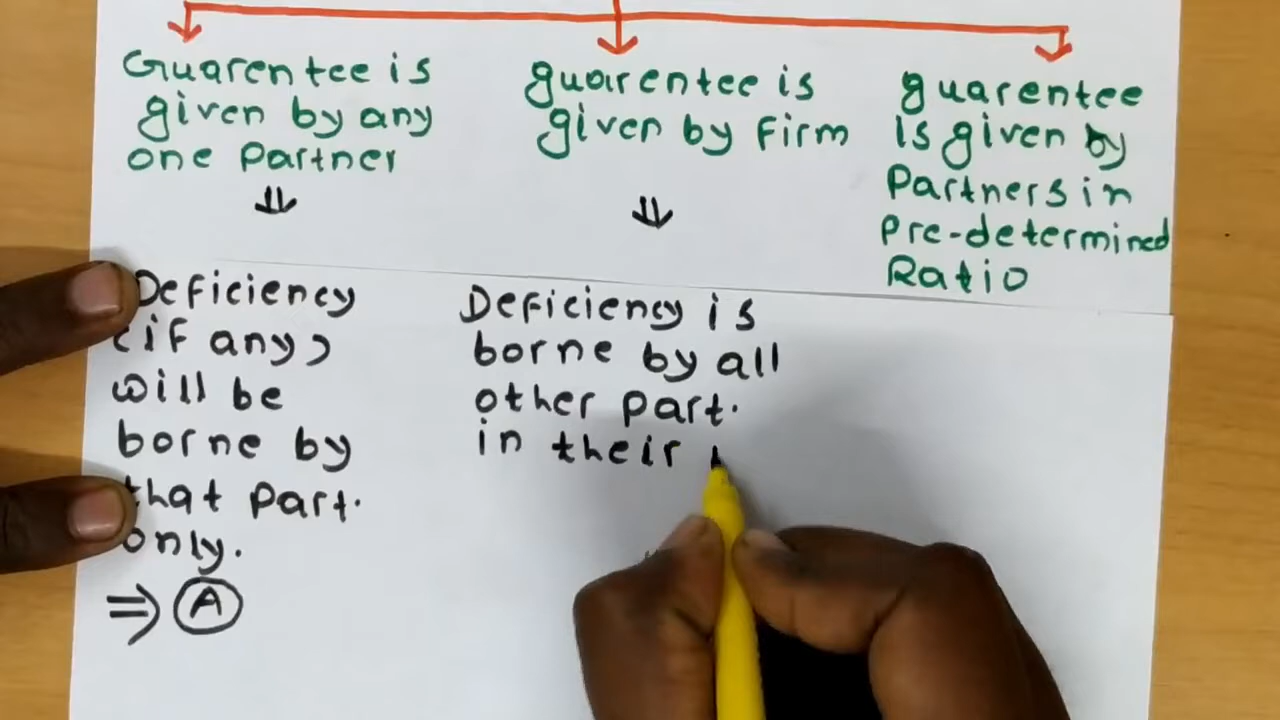 Guarentee is
given by any
one Partner
guarentee is
given by Firm
guarentee
is given by
Partners in
Pre-determined
Ratio
Deficiency
(if any)
will be
borne by
that Part.
only.
⇒ A
Deficiency is
borne by all
other Part.
in their